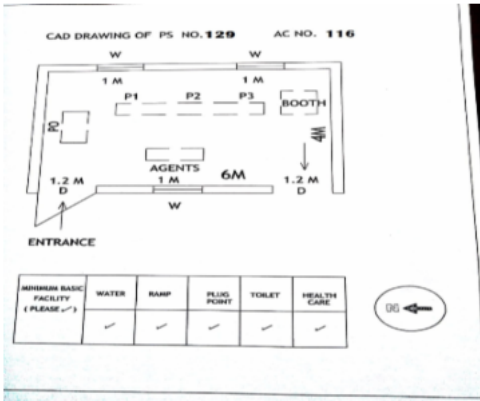 CAD DRAWING OF PS NO.129 AC NO. 116
W W
1 M 1 M
P1 P2 P3
BOOTH
PO
4M
AGENTS
1.2 M 1 M 6M 1.2 M
D W D
ENTRANCE
MINIMUM BASIC FACILITY (PLEASE ✓) WATER RAMP PLUG POINT TOILET HEALTH CARE
✓ ✓ ✓ ✓ ✓
N